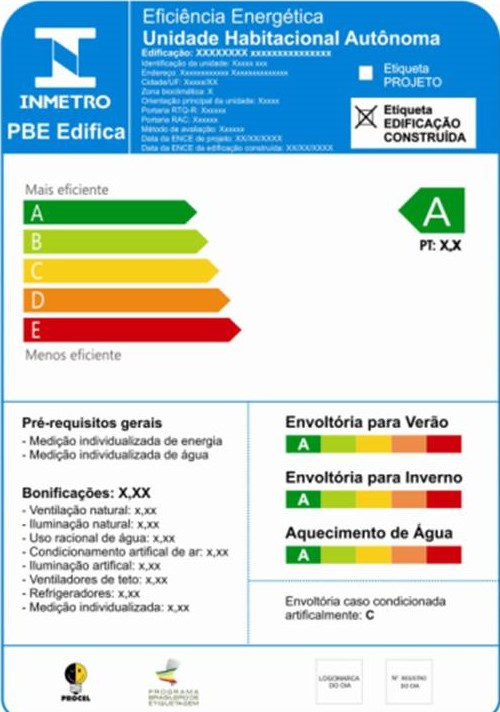 Eficiência Energética
Unidade Habitacional Autônoma
Edificação: XXXXXXXX xxxxxxxxxxxxxxx
Identificação da unidade: Xxxxx xxx
Endereço: Xxxxxxxxxxxx Xxxxxxxxxxxxxx
Cidade/UF: Xxxxx/XX
Zona bioclimática: X
Orientação principal da unidade: Xxxxx
Portaria RTQ-R: Xxxxxx
Portaria RAC: Xxxxxx
Método de avaliação: Xxxxxx
Data da ENCE de projeto: XX/XX/XXXX
Data da ENCE da edificação construída: XX/XX/XXXX
INMETRO
PBE Edifica
Etiqueta
PROJETO
Etiqueta
EDIFICAÇÃO
CONSTRUÍDA
Mais eficiente
A
B
C
D
E
Menos eficiente
A
PT: X,X
Pré-requisitos gerais
- Medição individualizada de energia
- Medição individualizada de água
Bonificações: X,XX
- Ventilação natural: x,xx
- Iluminação natural: x,xx
- Uso racional de água: x,xx
- Condicionamento artifical de ar: x,xx
- Iluminação artifical: x,xx
- Ventiladores de teto: x,xx
- Refrigeradores: x,xx
- Medição individualizada: x,xx
Envoltória para Verão
A
Envoltória para Inverno
A
Aquecimento de Água
A
Envoltória caso condicionada
artificalmente: C
PROCEL
PROGRAMA
BRASILEIRO DE
ETIQUETAGEM
LOGOMARCA
DO OIA
Nº REGISTRO
DO OIA